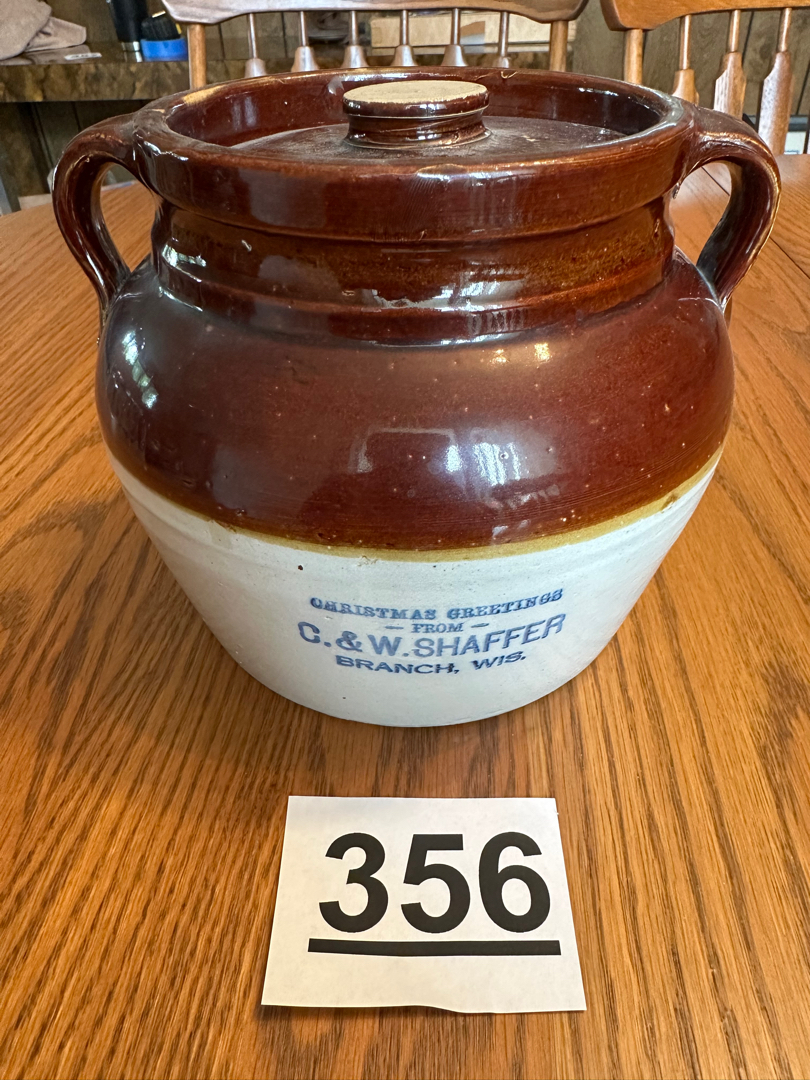 CHRISTMAS GREETINGS
– FROM –
C. & W. SHAFFER
BRANCH, WIS.
356